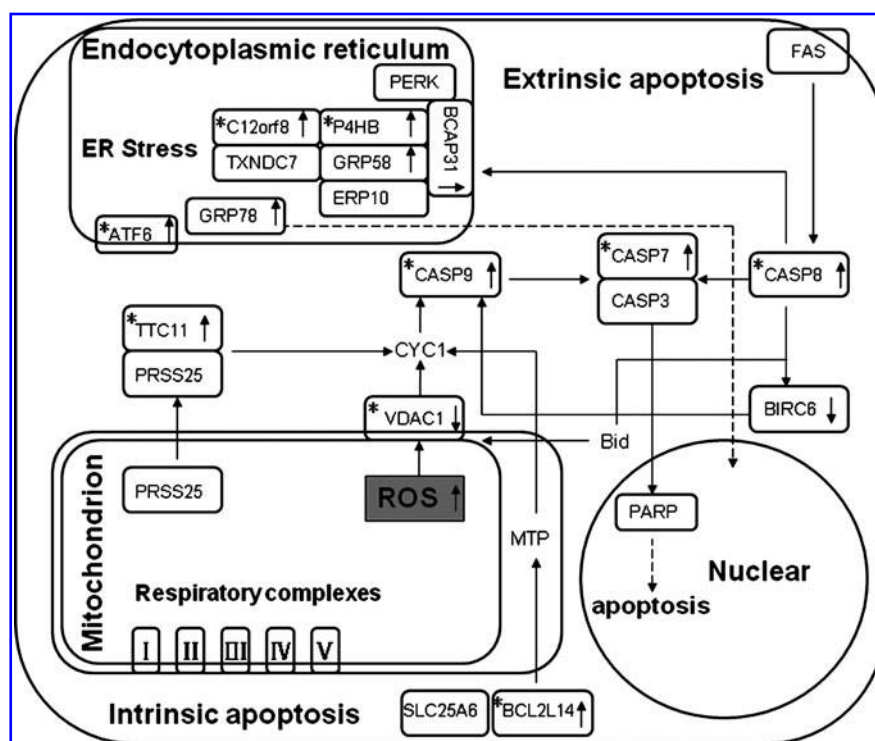 Endocytoplasmic reticulum
Extrinsic apoptosis
FAS
PERK
BCAP31
ER Stress
*C12orf8
*P4HB
TXNDC7
GRP58
ERP10
GRP78
*ATF6
*CASP9
*CASP7
CASP3
*CASP8
*TTC11
PRSS25
CYC1
*VDAC1
BIRC6
Bid
Mitochondrion
PRSS25
ROS
MTP
PARP
Nuclear
apoptosis
Respiratory complexes
I II III IV V
Intrinsic apoptosis
SLC25A6
*BCL2L14